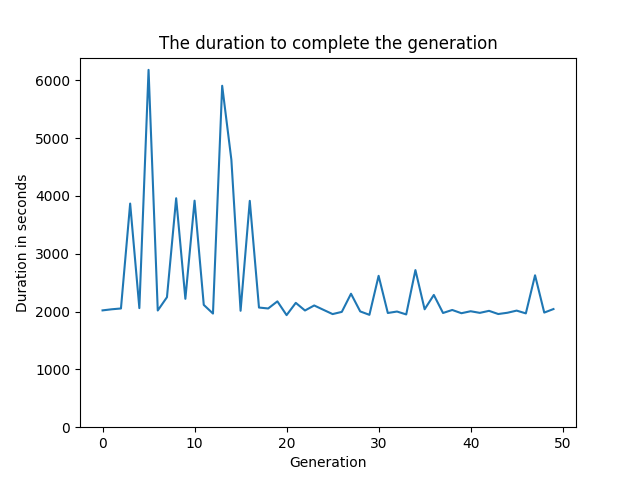 The duration to complete the generation
6000
5000
4000
3000
2000
1000
0
Duration in seconds
0 10 20 30 40 50
Generation